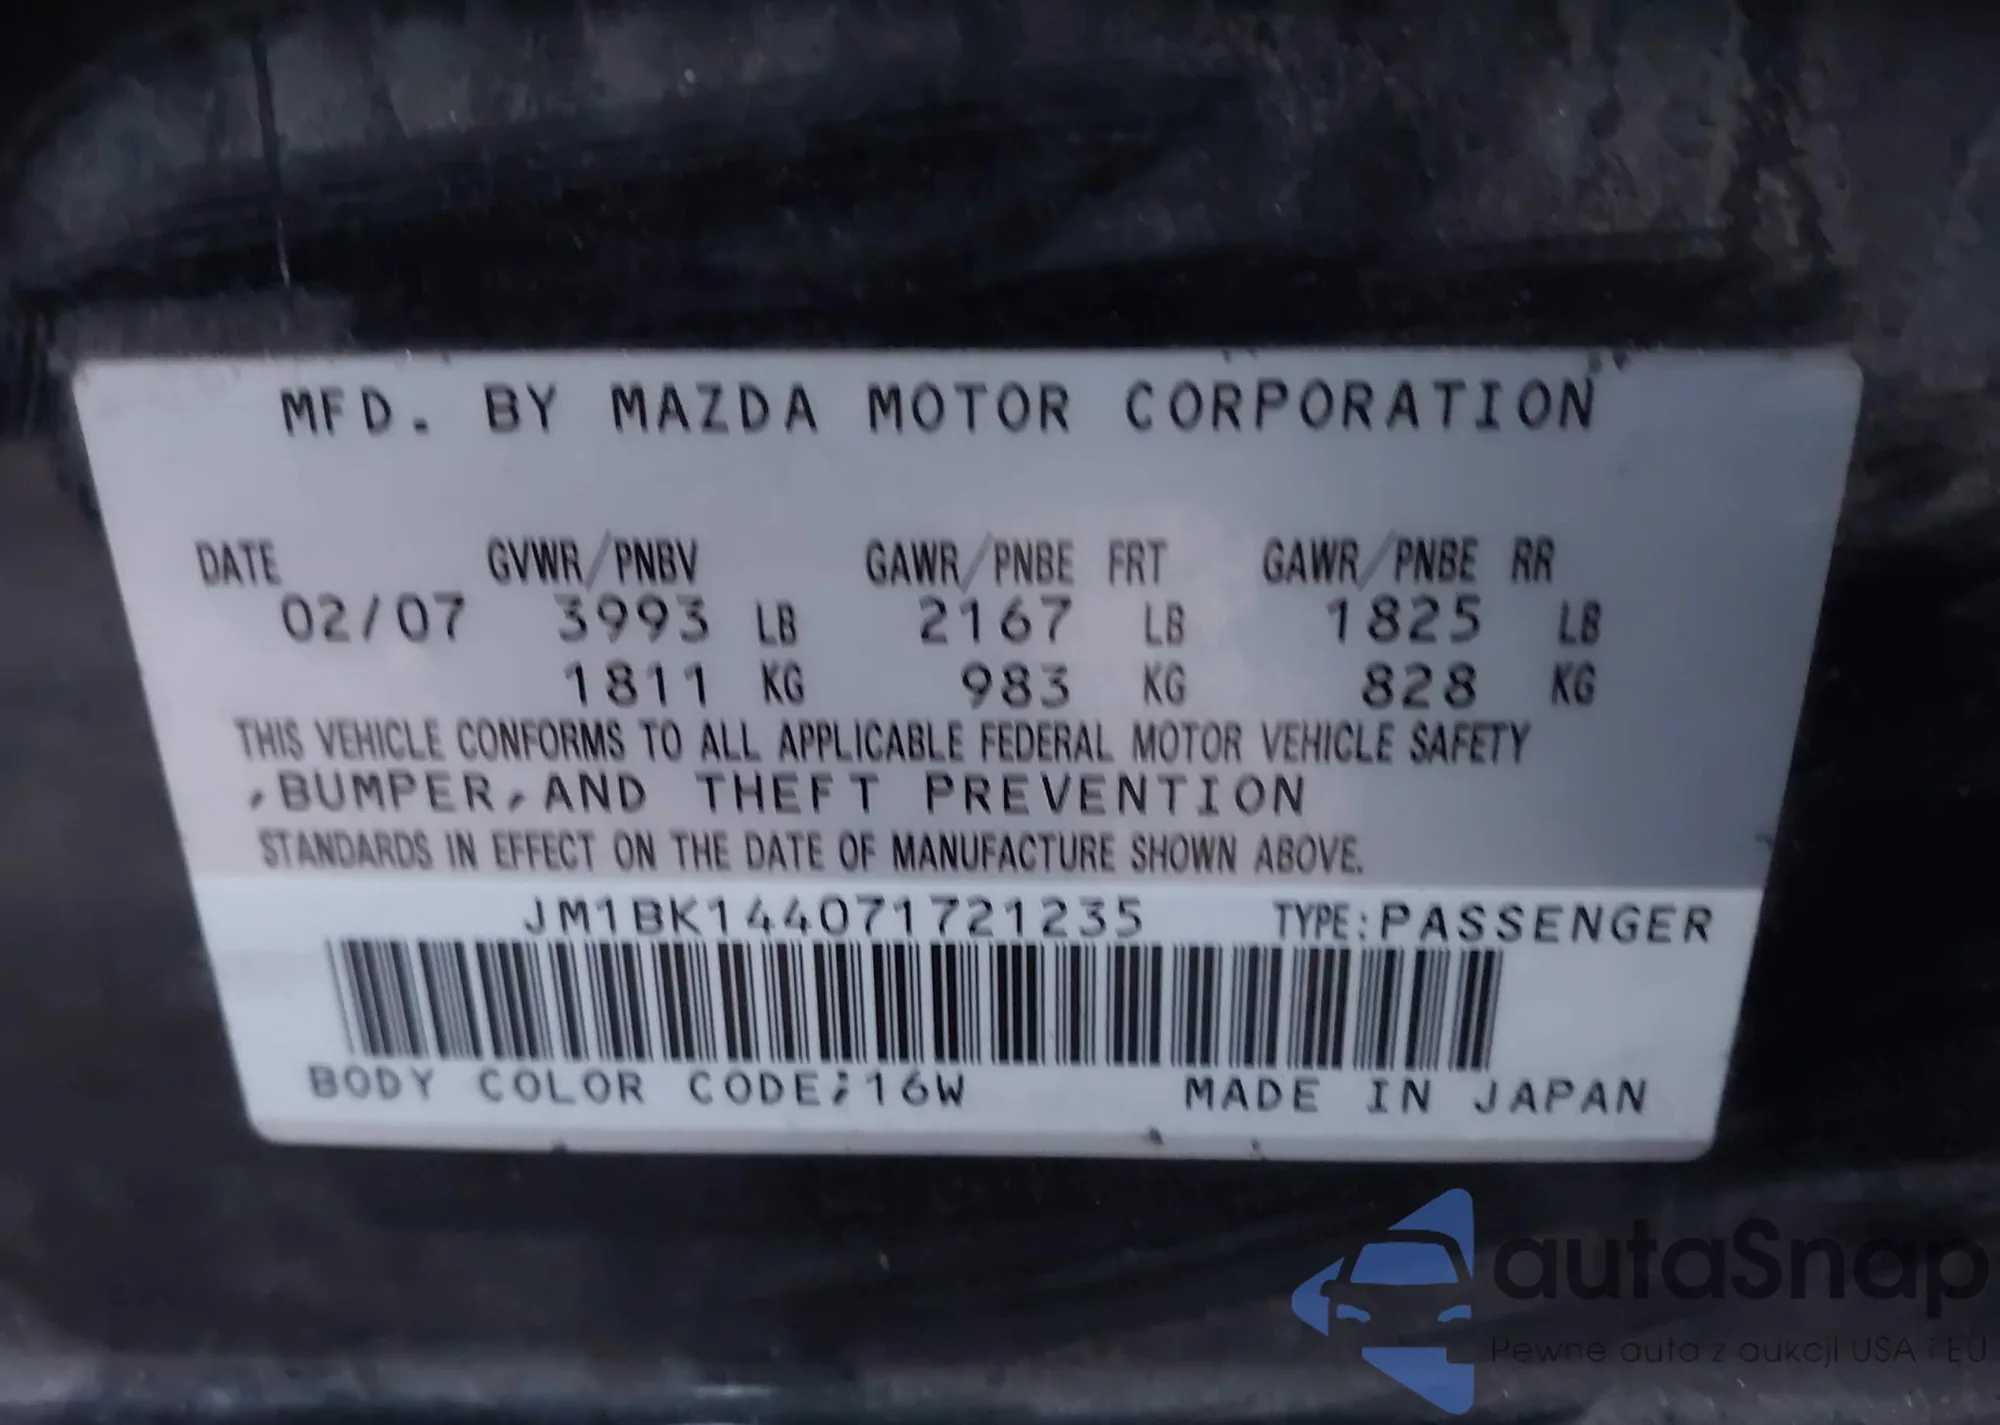 MFD. BY MAZDA MOTOR CORPORATION
DATE GVWR/PNBV GAWR/PNBE FRT GAWR/PNBE RR
02/07 3993 LB 2167 LB 1825 LB
1811 KG 983 KG 828 KG
THIS VEHICLE CONFORMS TO ALL APPLICABLE FEDERAL MOTOR VEHICLE SAFETY
,BUMPER,AND THEFT PREVENTION
STANDARDS IN EFFECT ON THE DATE OF MANUFACTURE SHOWN ABOVE.
JM1BK144071721235 TYPE:PASSENGER
BODY COLOR CODE;16W MADE IN JAPAN
autaSnap
Pewne auta z aukcji USA i EU